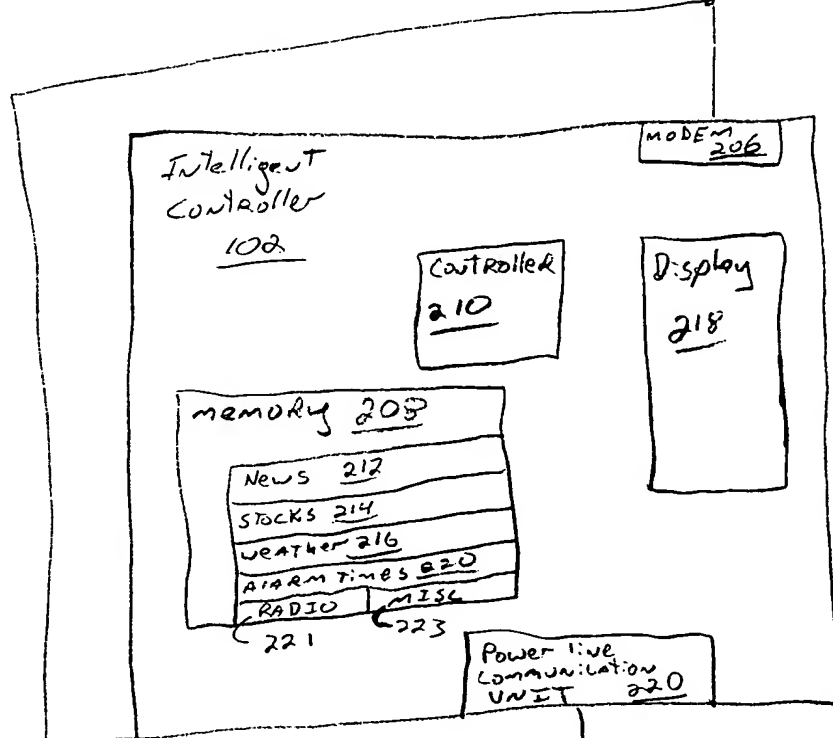 MODEM
206
Intelligent
Controller
102
Controller
210
Display
218
memory 208
News 212
STOCKS 214
weather 216
AlARM TimeS 220
RADIO MISC
221 223
Power line
COMMUNICATION
UNIT 220